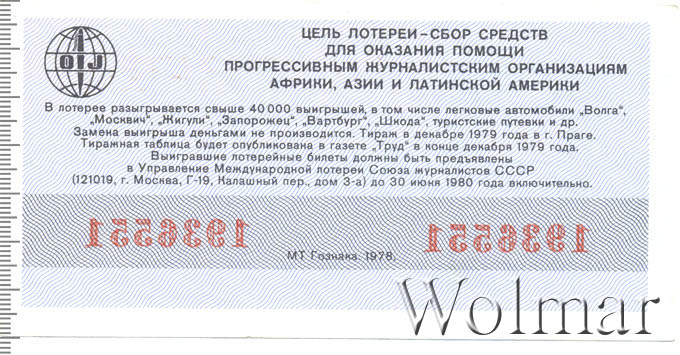 ЦЕЛЬ ЛОТЕРЕИ–СБОР СРЕДСТВ
ДЛЯ ОКАЗАНИЯ ПОМОЩИ
ПРОГРЕССИВНЫМ ЖУРНАЛИСТСКИМ ОРГАНИЗАЦИЯМ
АФРИКИ, АЗИИ И ЛАТИНСКОЙ АМЕРИКИ
OIJ
В лотерее разыгрывается свыше 40 000 выигрышей, в том числе легковые автомобили „Волга“,
„Москвич“, „Жигули“, „Запорожец“, „Вартбург“, „Шкода“, туристские путевки и др.
Замена выигрыша деньгами не производится. Тираж в декабре 1979 года в г. Праге.
Тиражная таблица будет опубликована в газете „Труд“ в конце декабря 1979 года.
Выигравшие лотерейные билеты должны быть предъявлены
в Управление Международной лотереи Союза журналистов СССР
(121019, г. Москва, Г-19, Калашный пер., дом 3-а) до 30 июня 1980 года включительно.
1936551 1936551
МТ Гознака. 1978.
Wolmar